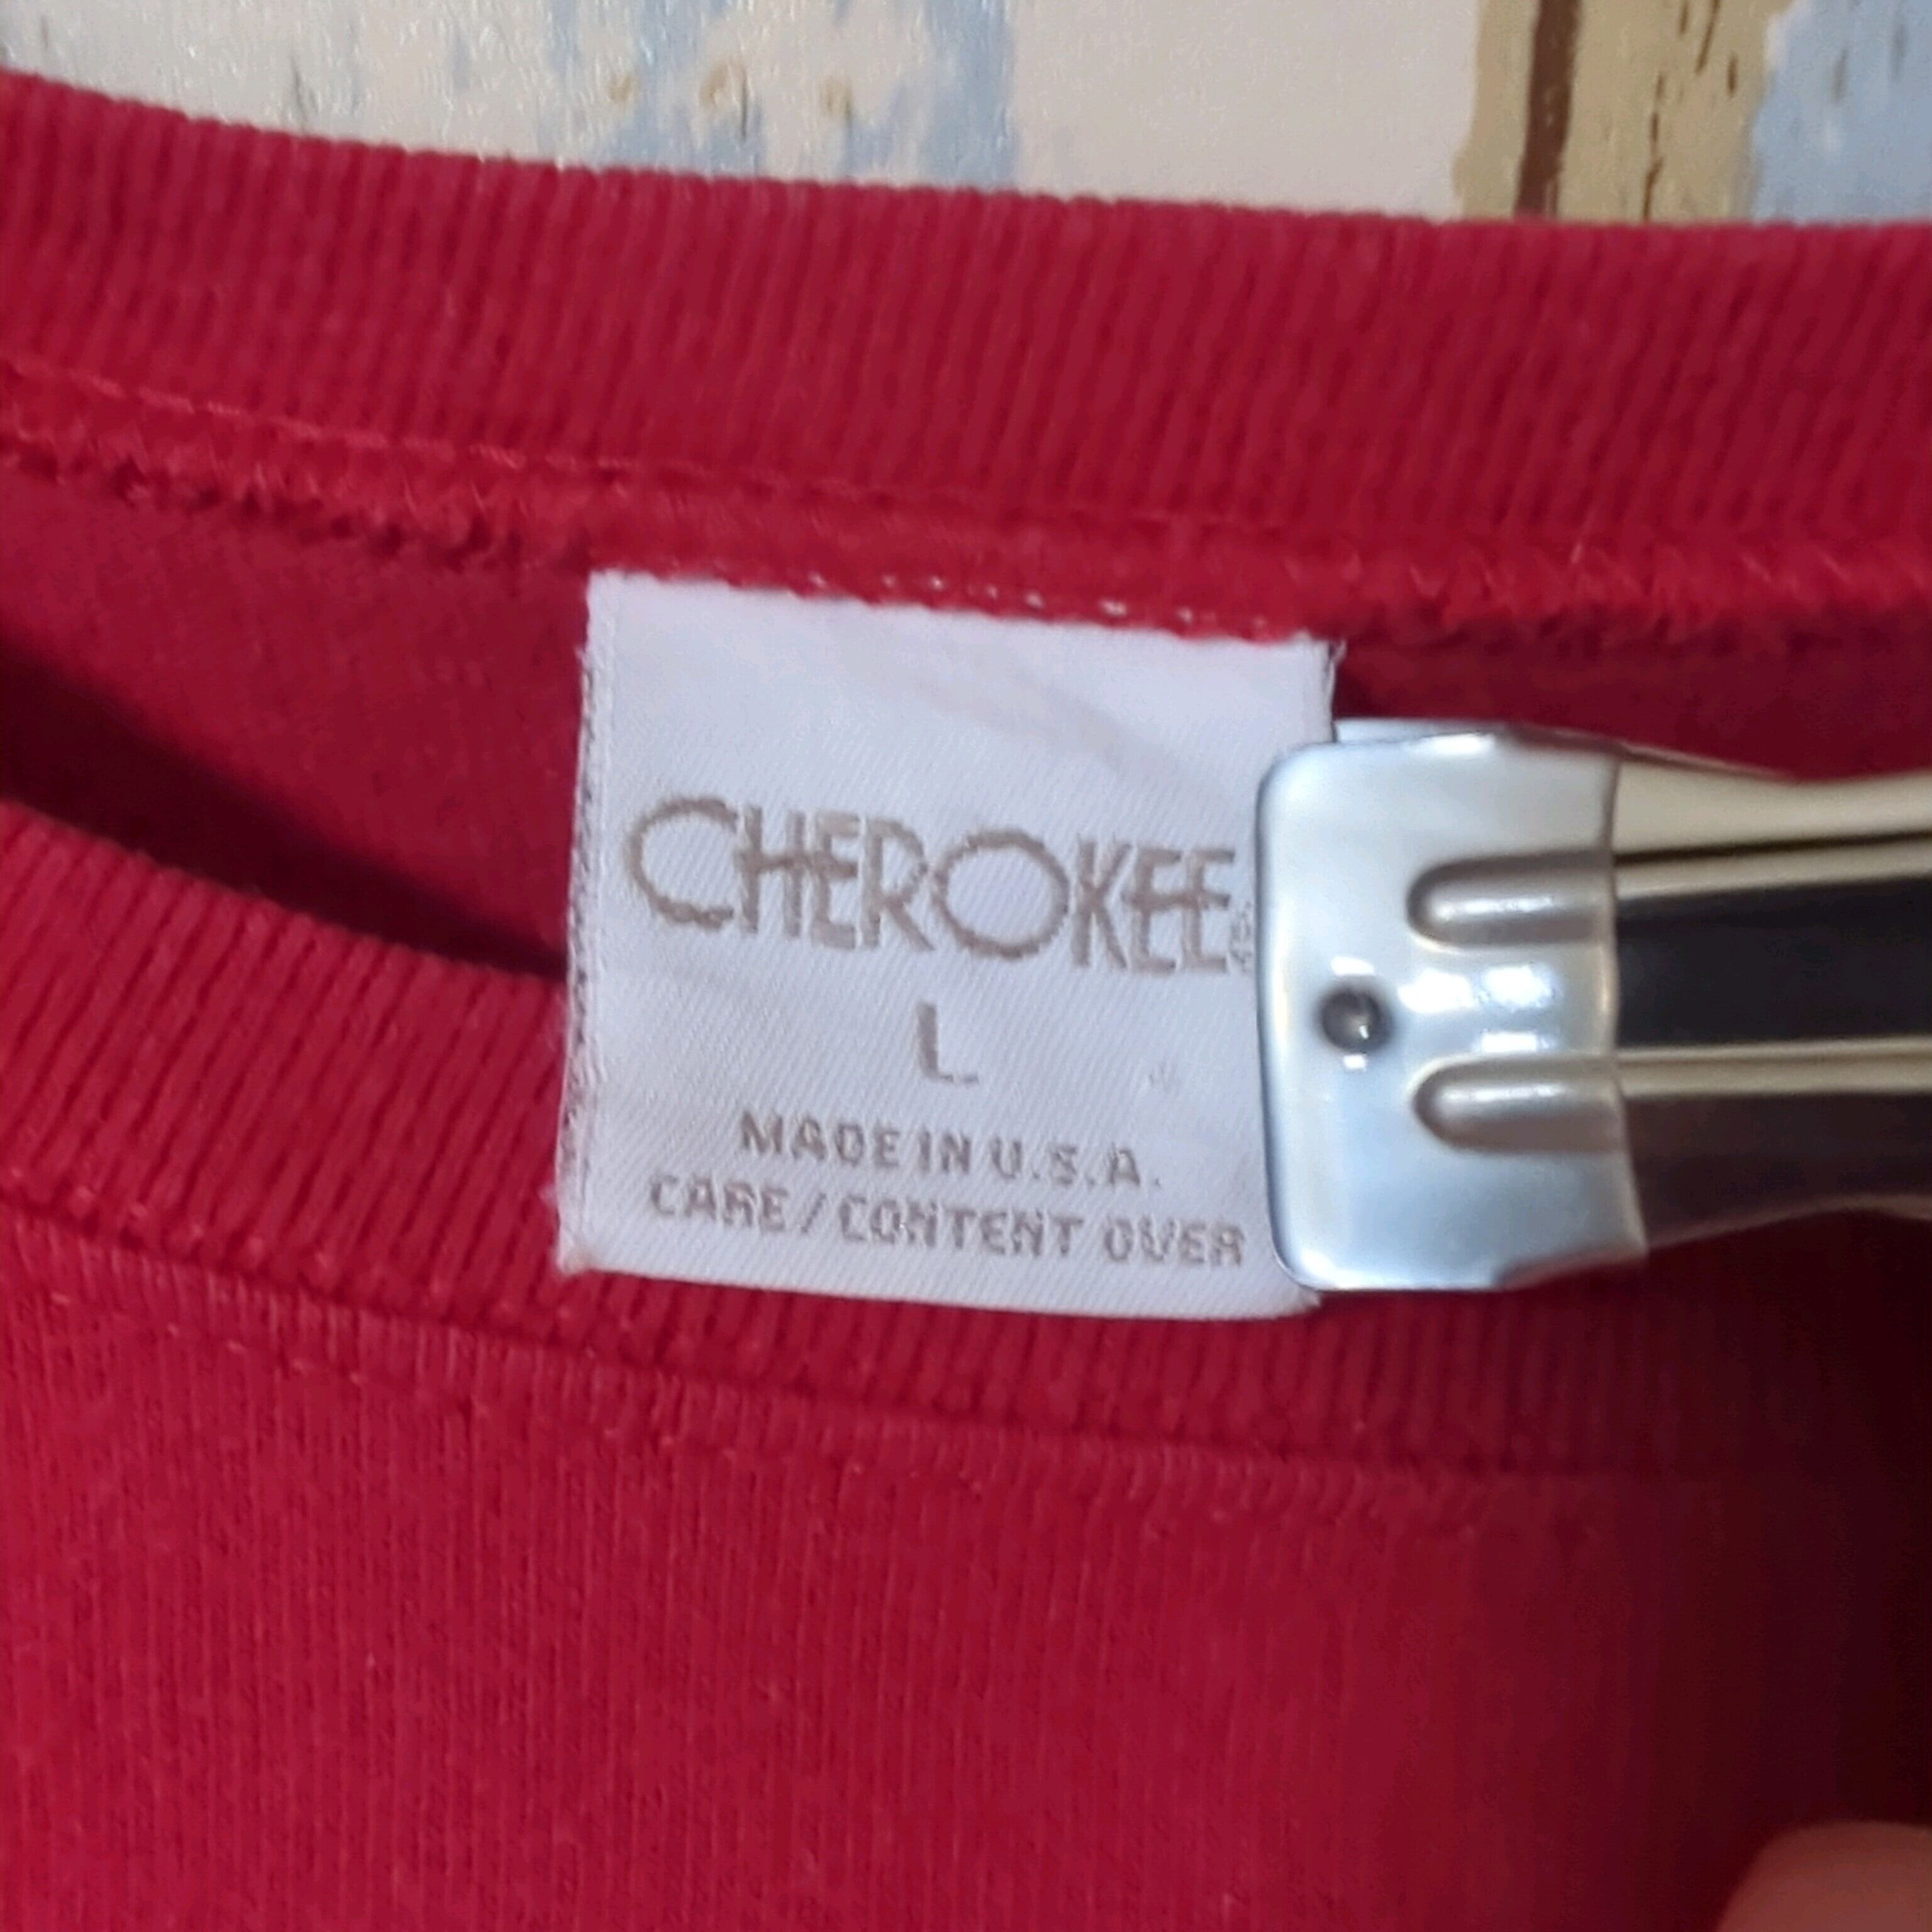 CHEROKEE
L
MADE IN U.S.A.
CARE / CONTENT OVER